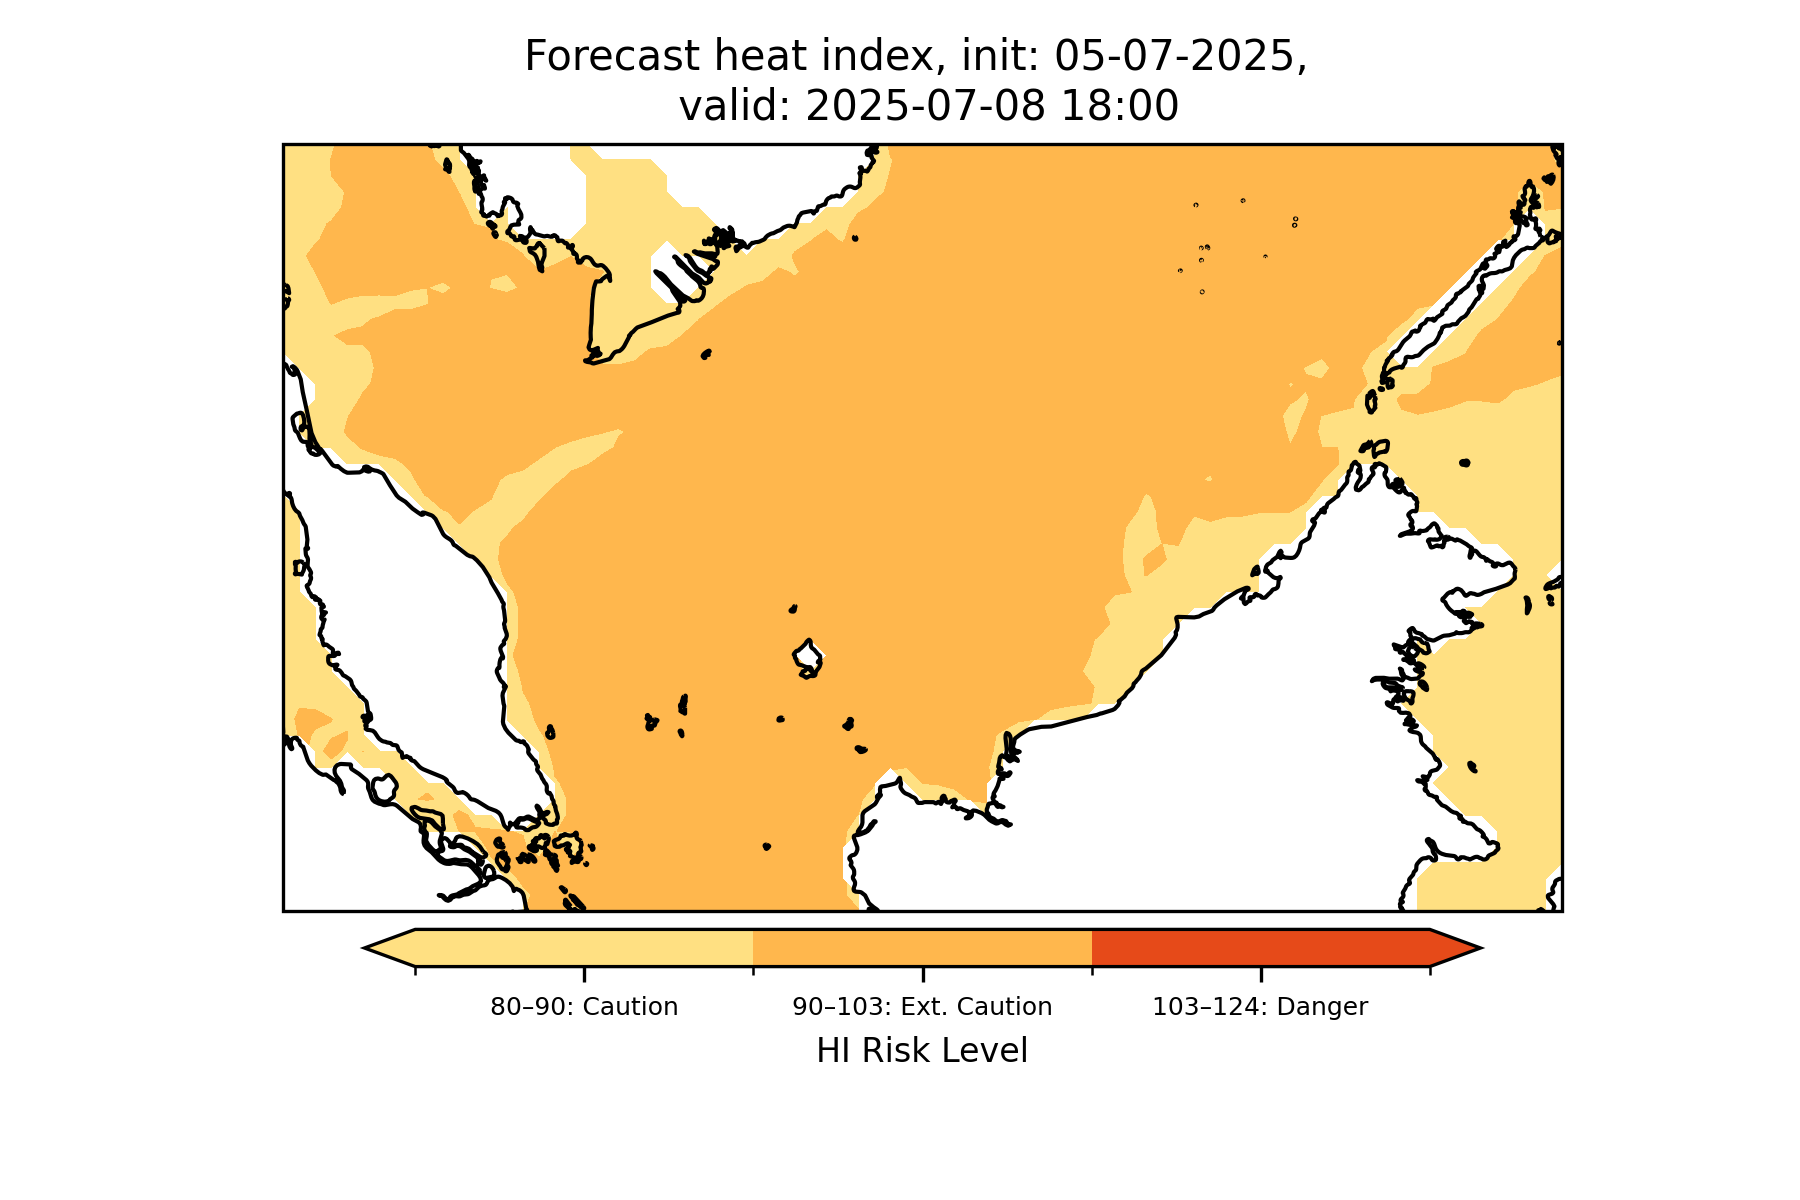 Forecast heat index, init: 05-07-2025,
valid: 2025-07-08 18:00
80–90: Caution
90–103: Ext. Caution
103–124: Danger
HI Risk Level